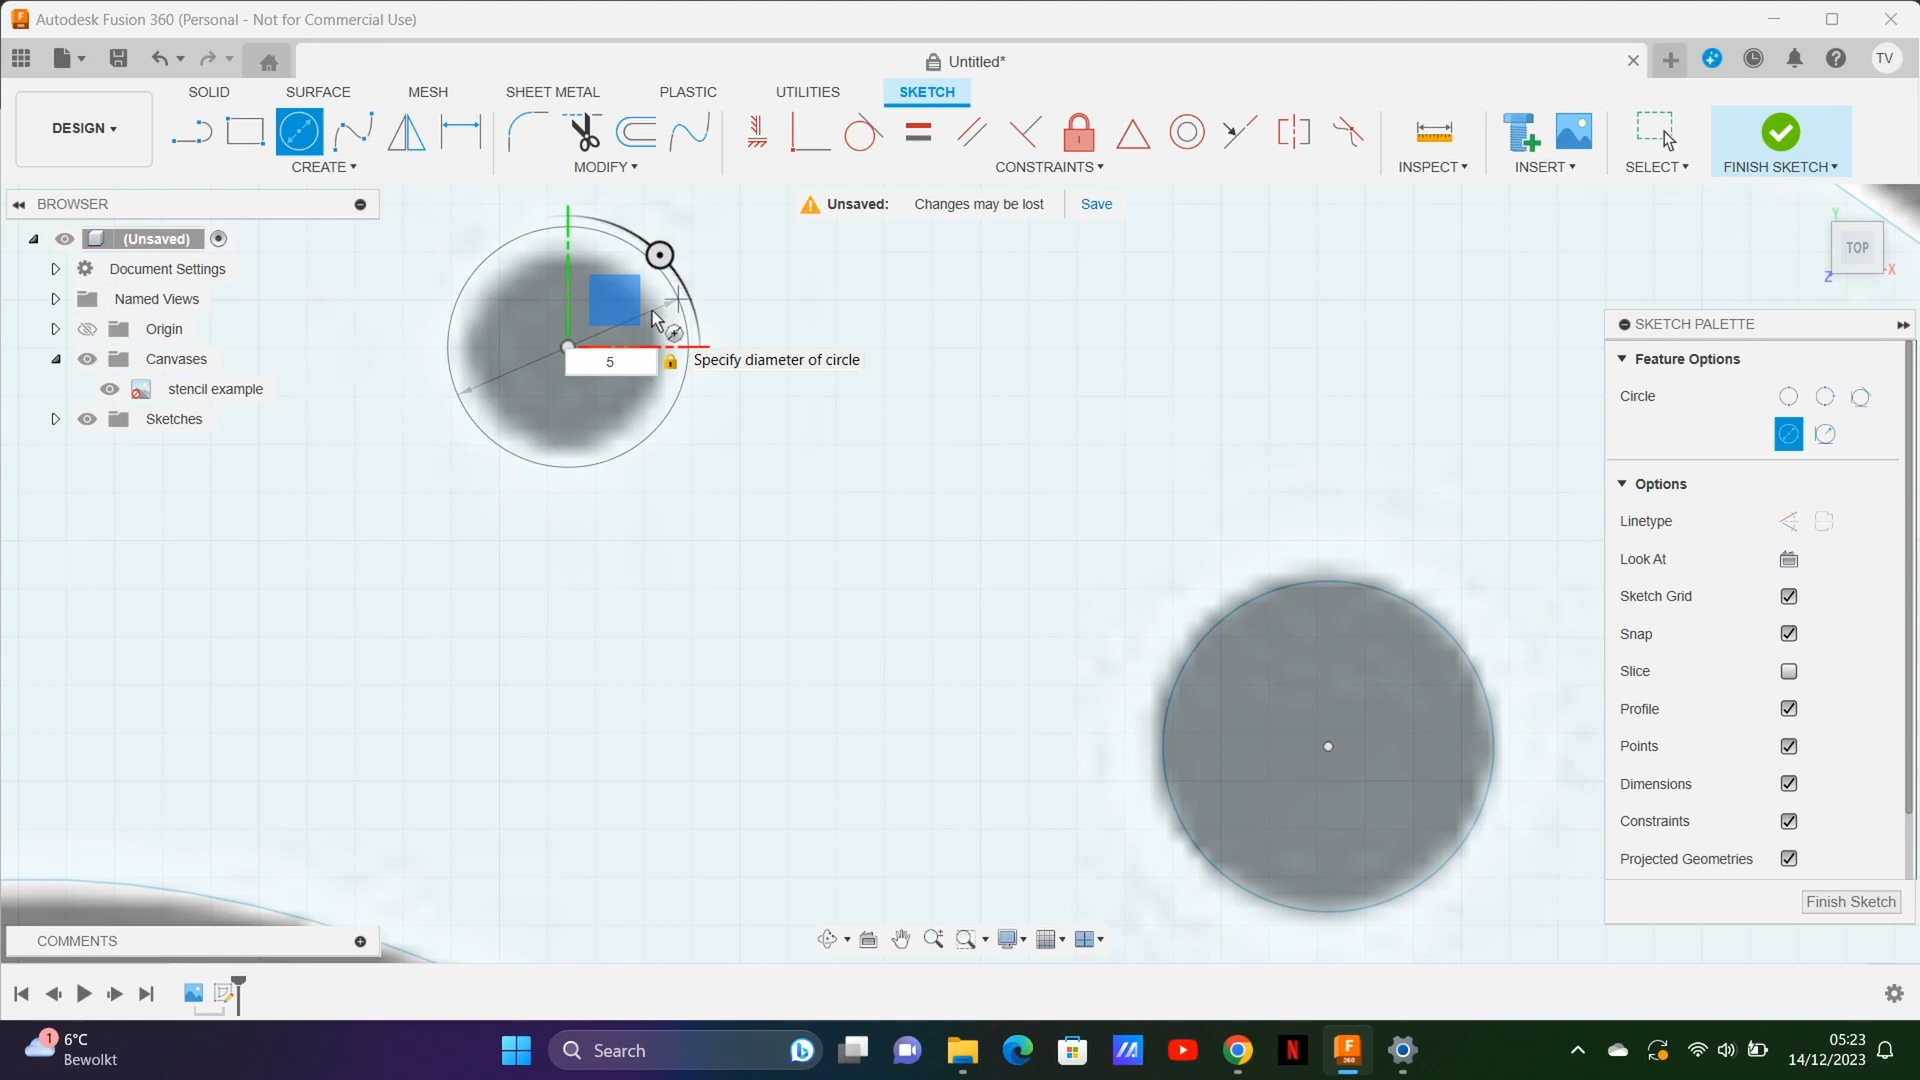 Autodesk Fusion 360 (Personal - Not for Commercial Use)
Untitled*
TV
SOLID SURFACE MESH SHEET METAL PLASTIC UTILITIES SKETCH
DESIGN
CREATE MODIFY CONSTRAINTS INSPECT INSERT SELECT FINISH SKETCH
BROWSER
Unsaved: Changes may be lost Save
(Unsaved)
Document Settings
Named Views
Origin
Canvases
stencil example
Sketches
5
Specify diameter of circle
Y
TOP
X
Z
SKETCH PALETTE
Feature Options
Circle
Options
Linetype
Look At
Sketch Grid
Snap
Slice
Profile
Points
Dimensions
Constraints
Projected Geometries
Finish Sketch
COMMENTS
1
6°C
Bewolkt
Search
F
360
N
05:23
14/12/2023